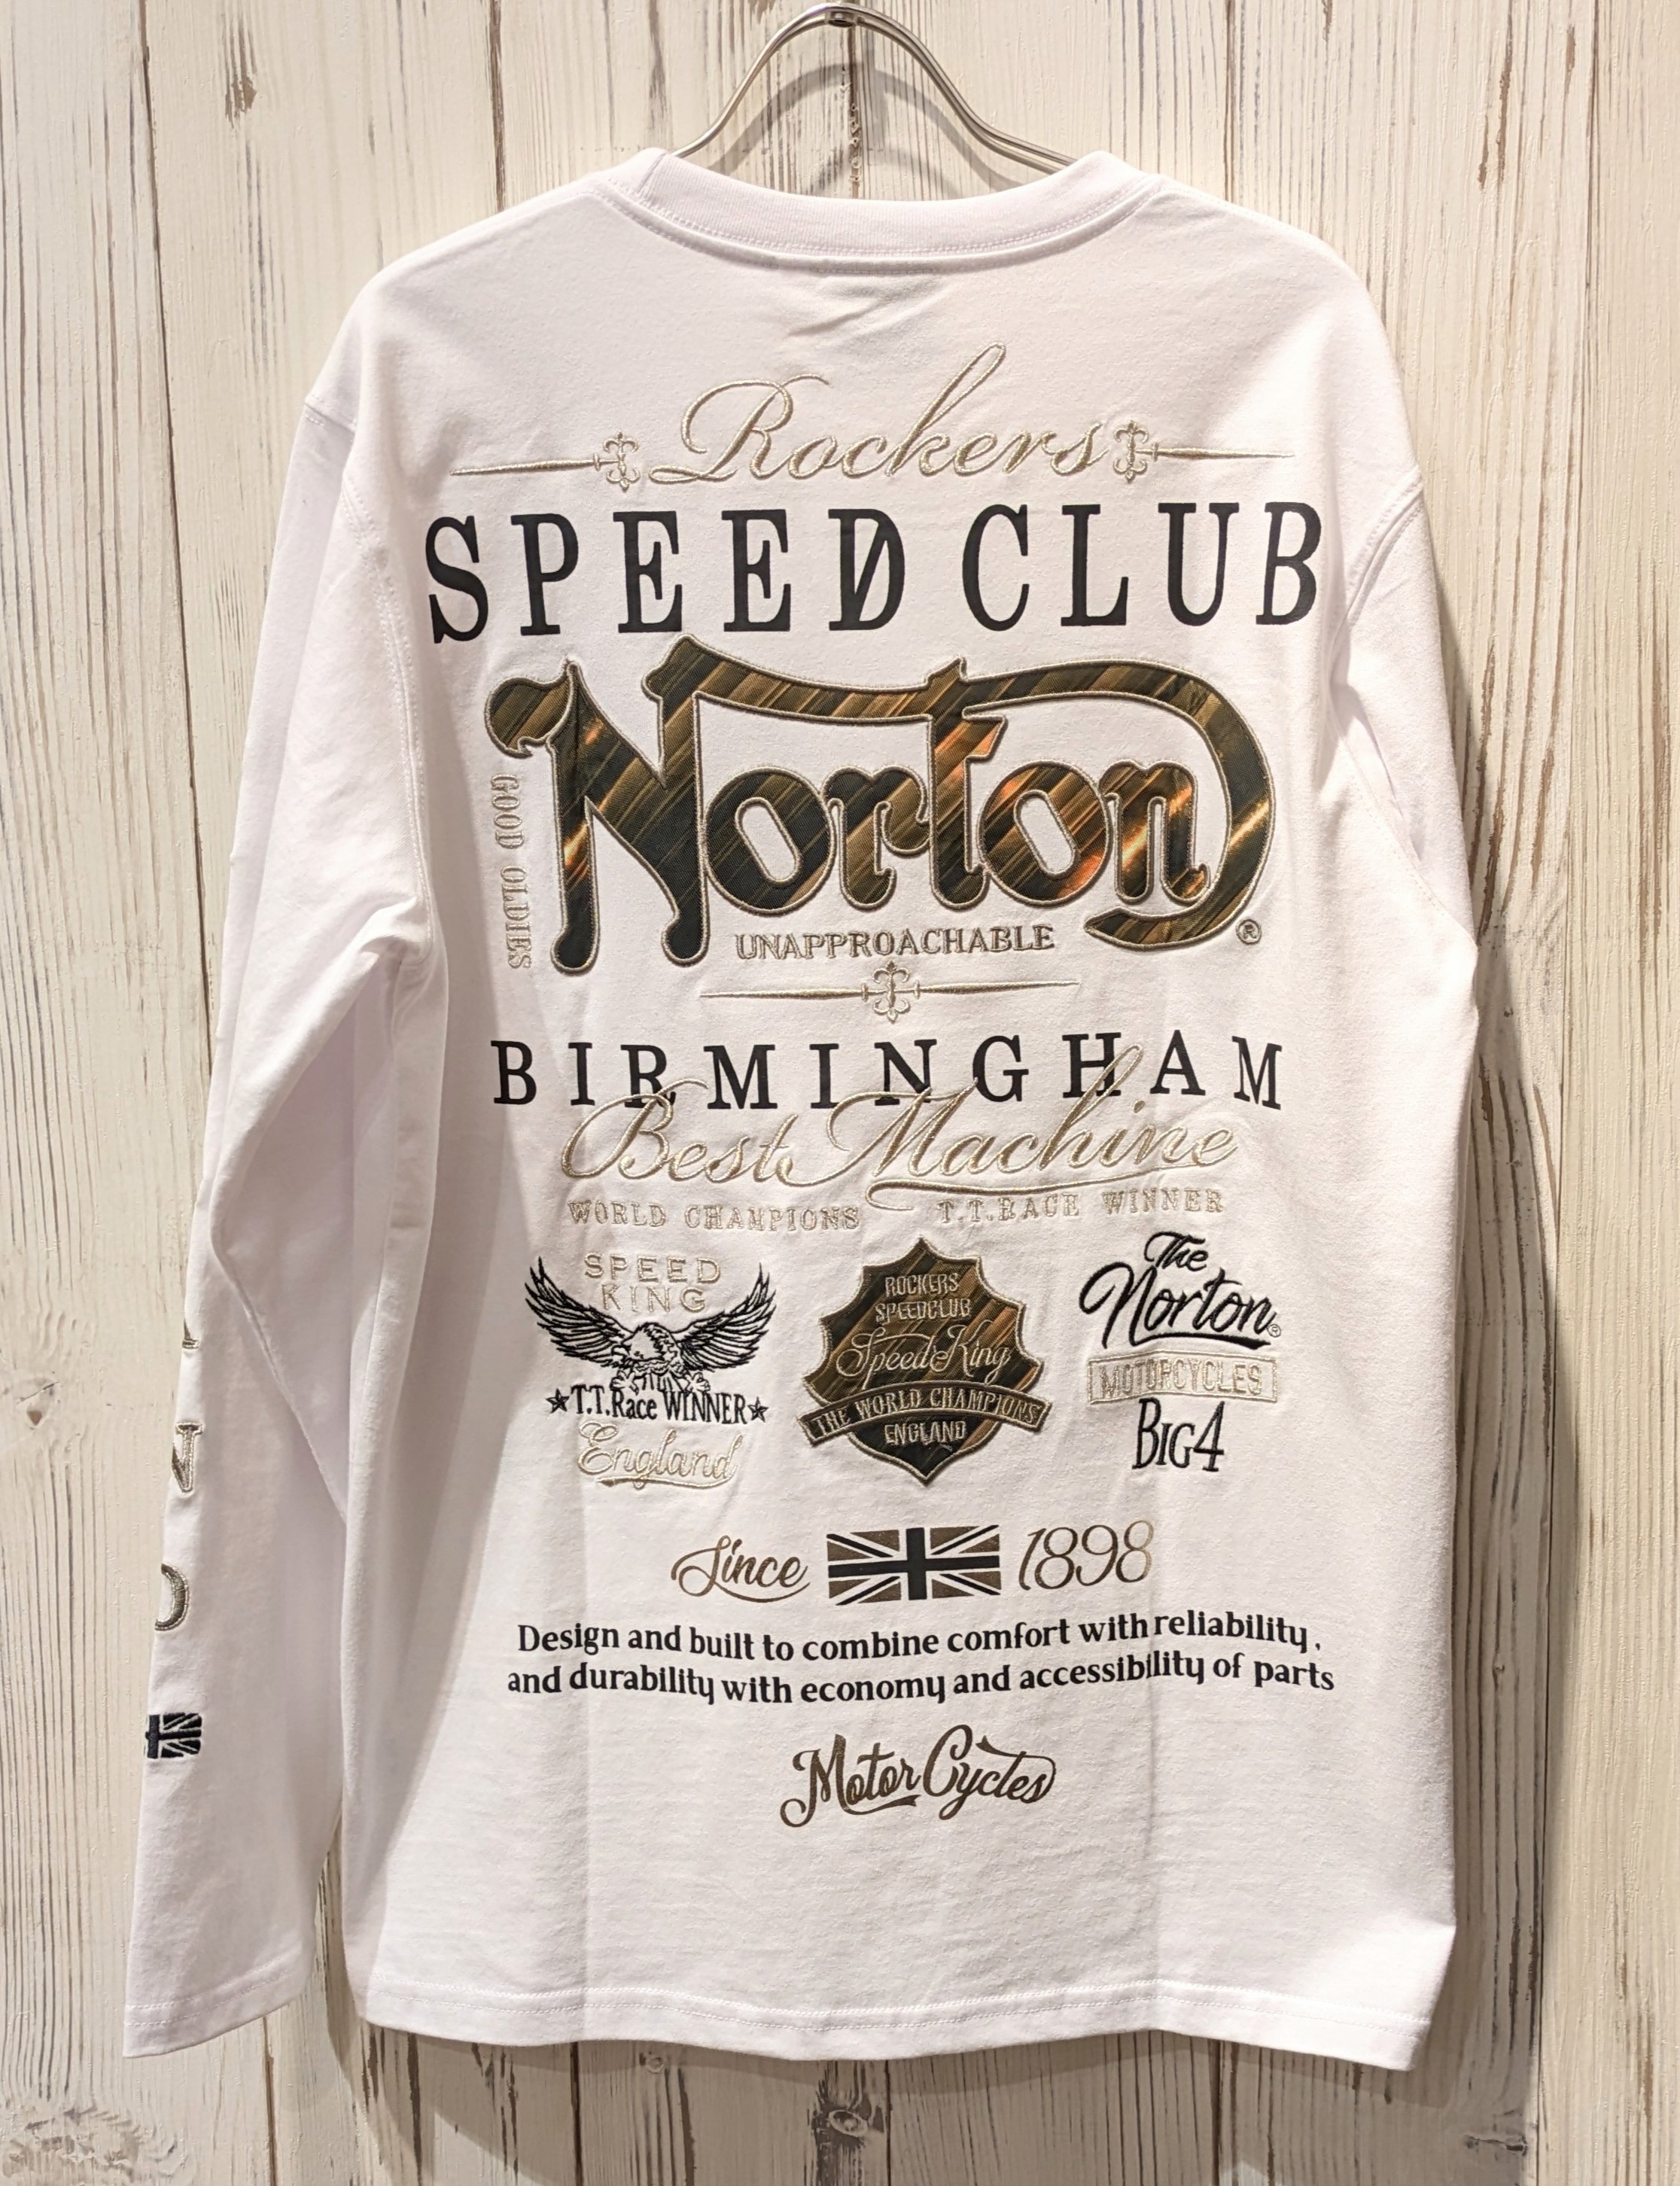 Rockers
SPEED CLUB
Norton
®
GOOD OLDIES
UNAPPROACHABLE
BIRMINGHAM
Best Machine
WORLD CHAMPIONS T.T.RACE WINNER
SPEED
KING
T.T.Race WINNER
England
ROCKERS
SPEEDCLUB
Speed King
THE WORLD CHAMPIONS
ENGLAND
The
Norton®
MOTORCYCLES
BIG4
Since 1898
Design and built to combine comfort with reliability,
and durability with economy and accessibility of parts
MotorCycles
N
D